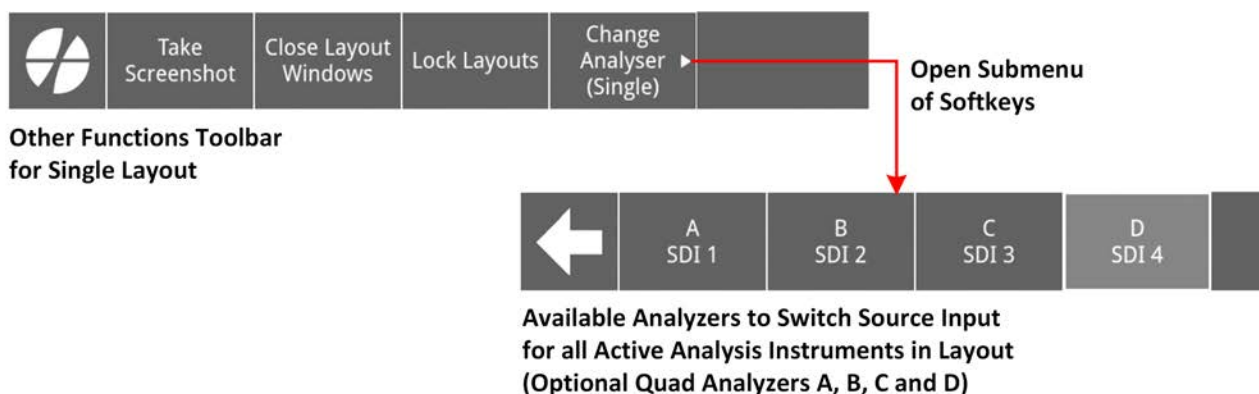 Take
Screenshot
Close Layout
Windows
Lock Layouts
Change
Analyser
(Single)
Open Submenu
of Softkeys
Other Functions Toolbar
for Single Layout
A
SDI 1
B
SDI 2
C
SDI 3
D
SDI 4
Available Analyzers to Switch Source Input
for all Active Analysis Instruments in Layout
(Optional Quad Analyzers A, B, C and D)